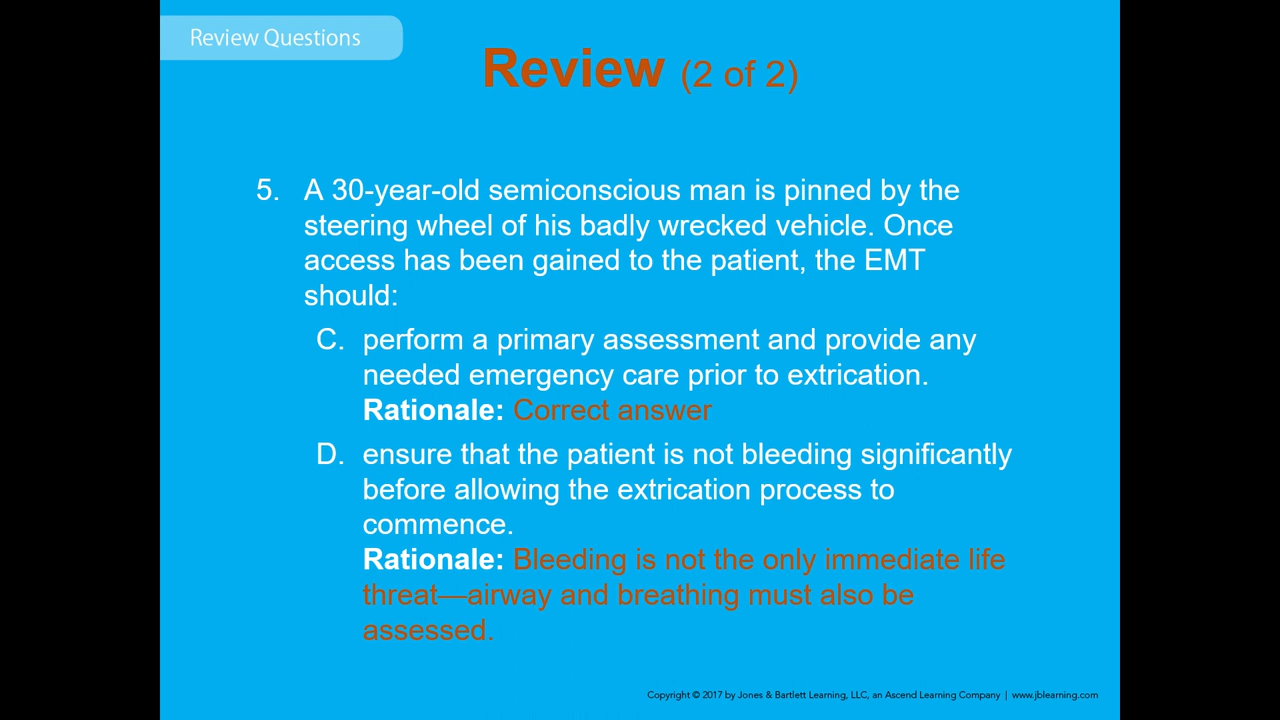 Review Questions
Review (2 of 2)
5. A 30-year-old semiconscious man is pinned by the
steering wheel of his badly wrecked vehicle. Once
access has been gained to the patient, the EMT
should:
C. perform a primary assessment and provide any
needed emergency care prior to extrication.
Rationale: Correct answer
D. ensure that the patient is not bleeding significantly
before allowing the extrication process to
commence.
Rationale: Bleeding is not the only immediate life
threat—airway and breathing must also be
assessed.
Copyright © 2017 by Jones & Bartlett Learning, LLC, an Ascend Learning Company | www.jblearning.com